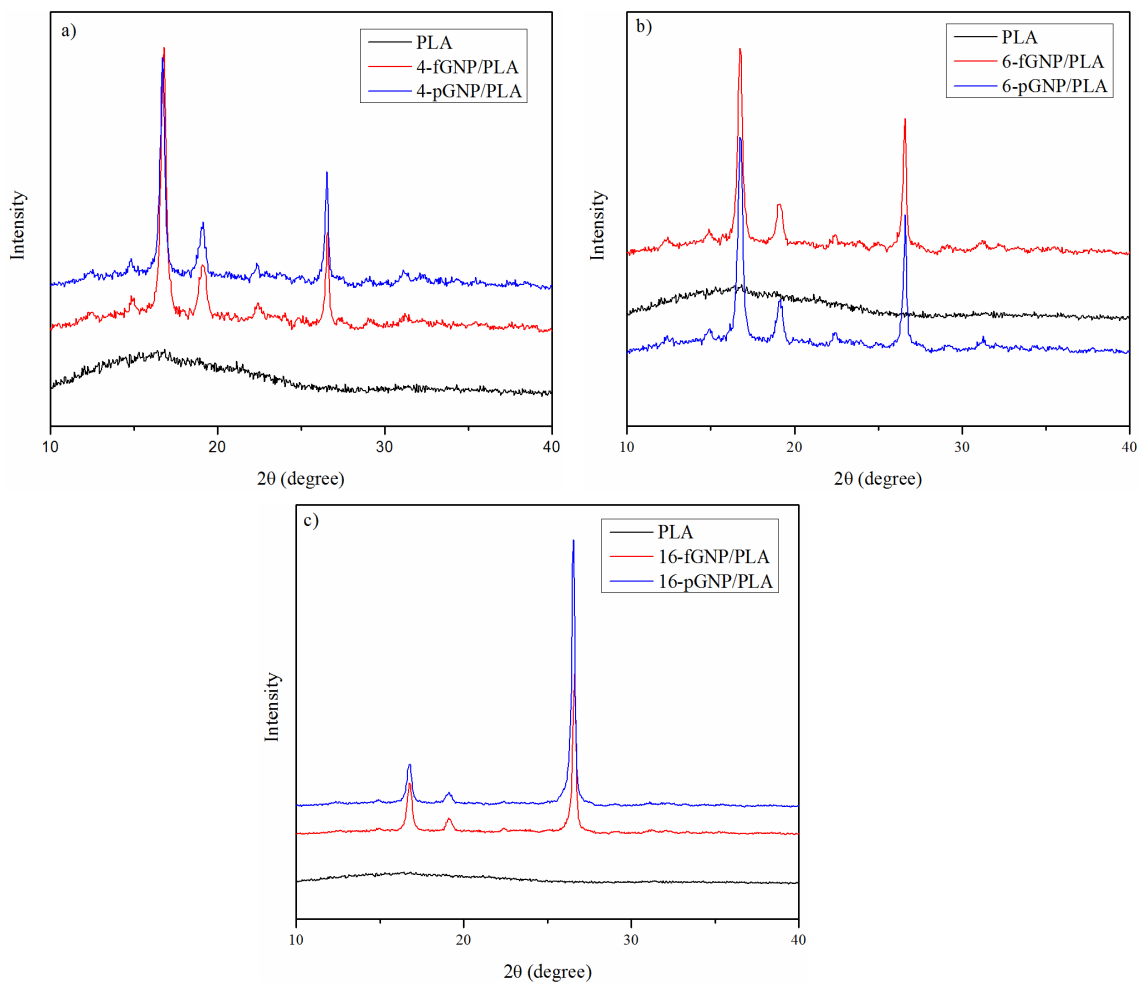 a)
PLA
4-fGNP/PLA
4-pGNP/PLA
Intensity
10
20
30
40
2θ (degree)
b)
PLA
6-fGNP/PLA
6-pGNP/PLA
Intensity
10
20
30
40
2θ (degree)
c)
PLA
16-fGNP/PLA
16-pGNP/PLA
Intensity
10
20
30
40
2θ (degree)